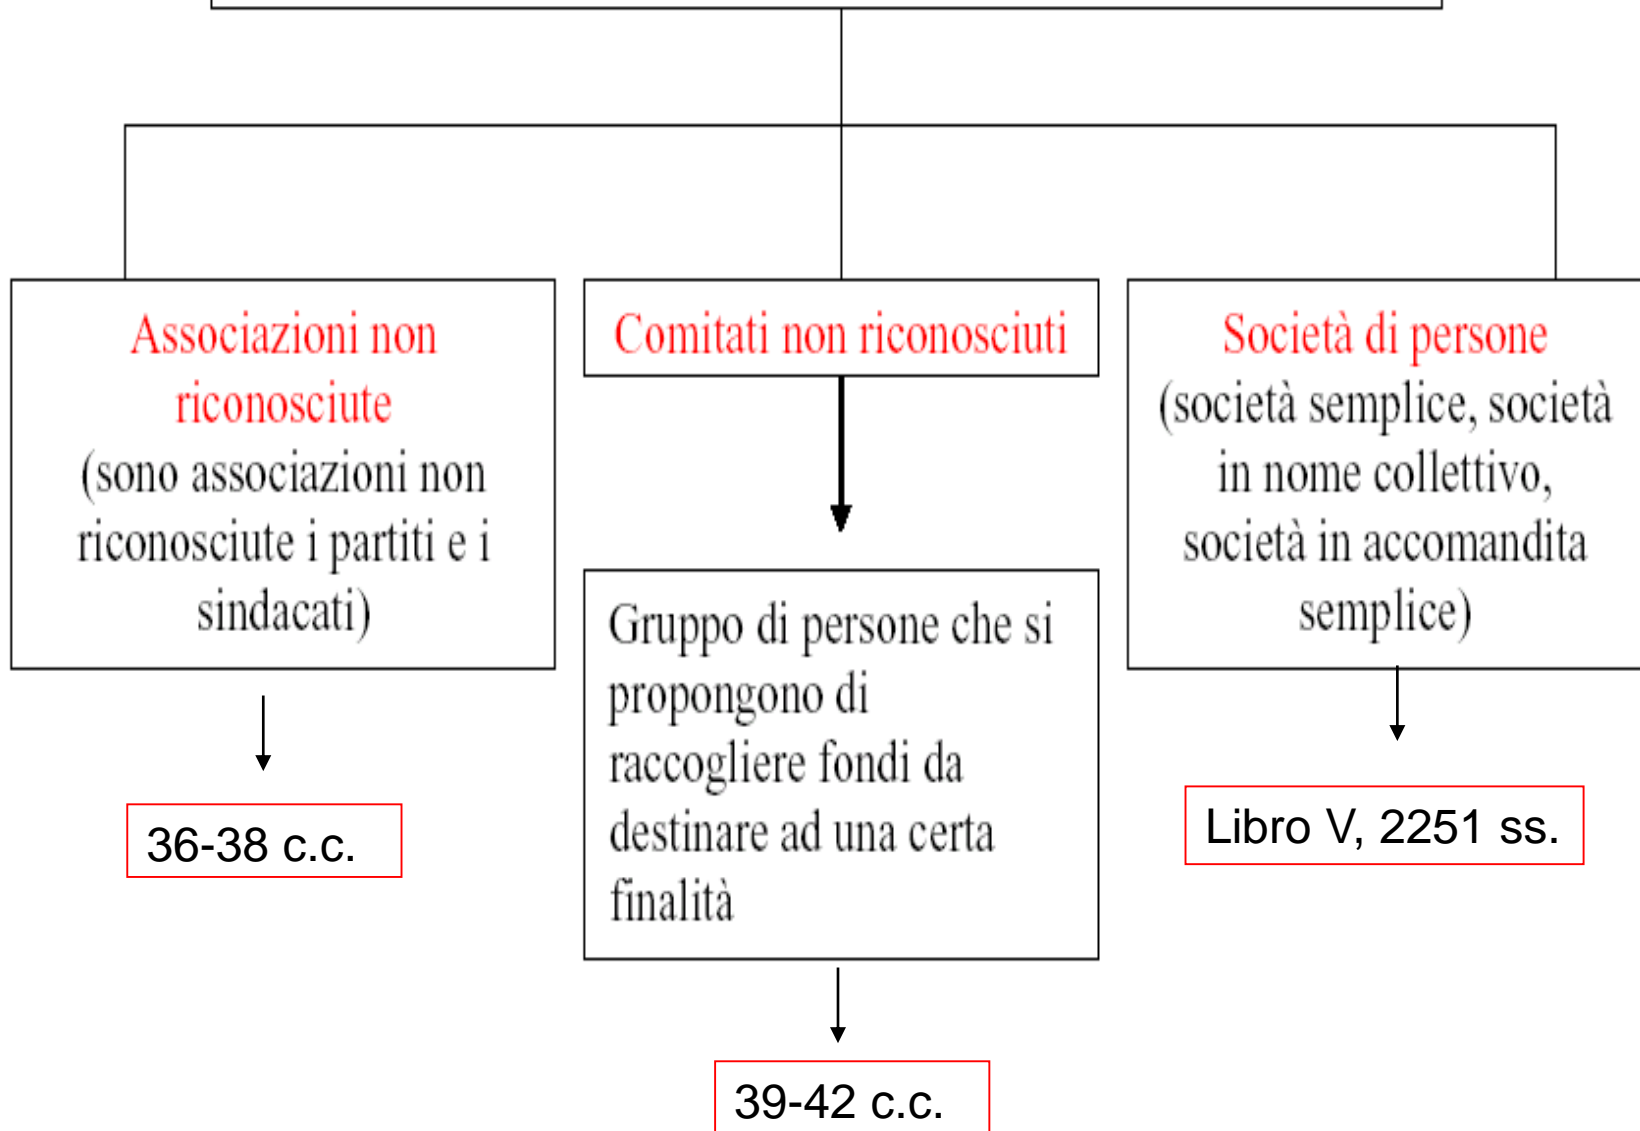 Associazioni non
riconosciute
(sono associazioni non
riconosciute i partiti e i
sindacati)
36-38 c.c.
Comitati non riconosciuti
Gruppo di persone che si
propongono di
raccogliere fondi da
destinare ad una certa
finalità
39-42 c.c.
Società di persone
(società semplice, società
in nome collettivo,
società in accomandita
semplice)
Libro V, 2251 ss.